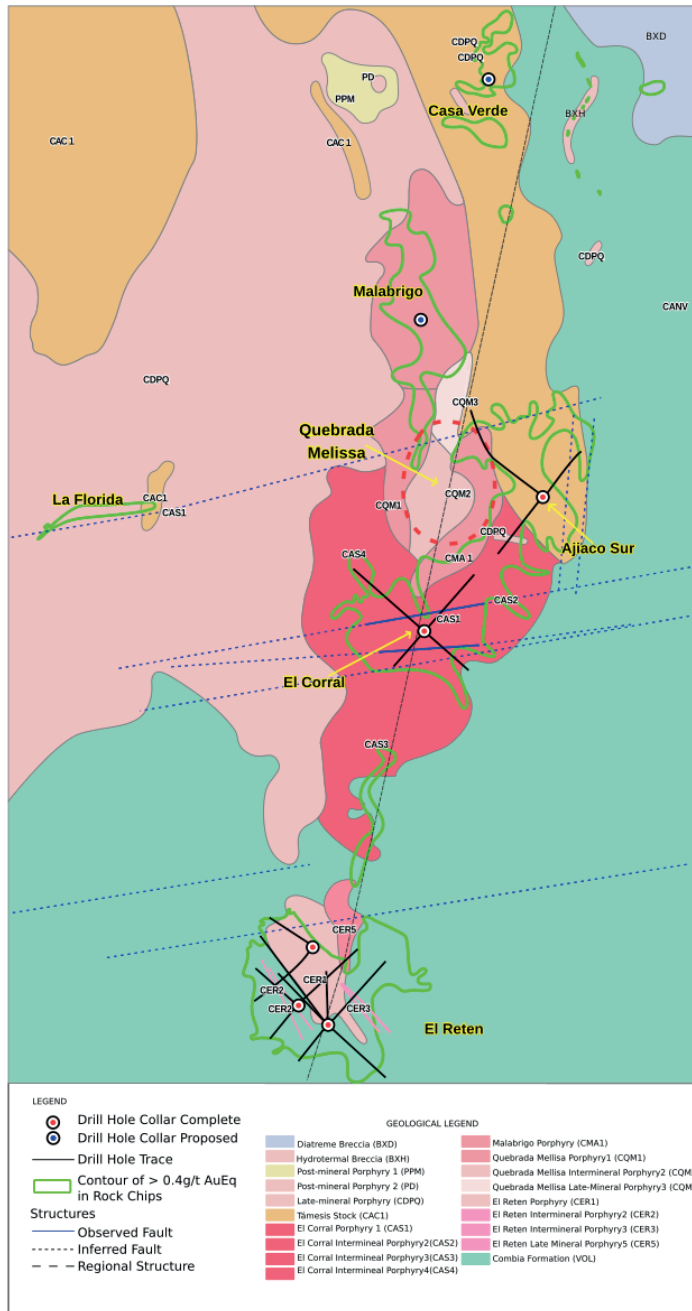 CDPQ
BXD
CDPQ
PD
PPM
Casa Verde
BXH
CAC 1
CAC 1
CDPQ
Malabrigo
CANV
CDPQ
CQM3
Quebrada
Melissa
La Florida
CAC1
CQM2
CAS1
CQM1
CDPQ
Ajiaco Sur
CAS4
CMA 1
CAS2
CAS1
El Corral
CAS3
CER5
CER1
CER2
CER2
CER3
El Reten
LEGEND
Drill Hole Collar Complete
Drill Hole Collar Proposed
Drill Hole Trace
Contour of > 0.4g/t AuEq
in Rock Chips
Structures
Observed Fault
Inferred Fault
Regional Structure
GEOLOGICAL LEGEND
Diatreme Breccia (BXD)
Hydrotermal Breccia (BXH)
Post-mineral Porphyry 1 (PPM)
Post-mineral Porphyry 2 (PD)
Late-mineral Porphyry (CDPQ)
Támesis Stock (CAC1)
El Corral Porphyry 1 (CAS1)
El Corral Intermineal Porphyry2(CAS2)
El Corral Intermineal Porphyry3(CAS3)
El Corral Intermineal Porphyry4(CAS4)
Malabrigo Porphyry (CMA1)
Quebrada Mellisa Porphyry1 (CQM1)
Quebrada Mellisa Intermineral Porphyry2 (CQM
Quebrada Mellisa Late-Mineral Porphyry3 (CQM
El Reten Porphyry (CER1)
El Reten Intermineral Porphyry2 (CER2)
El Reten Intermineral Porphyry3 (CER3)
El Reten Late Mineral Porphyry5 (CER5)
Combia Formation (VOL)